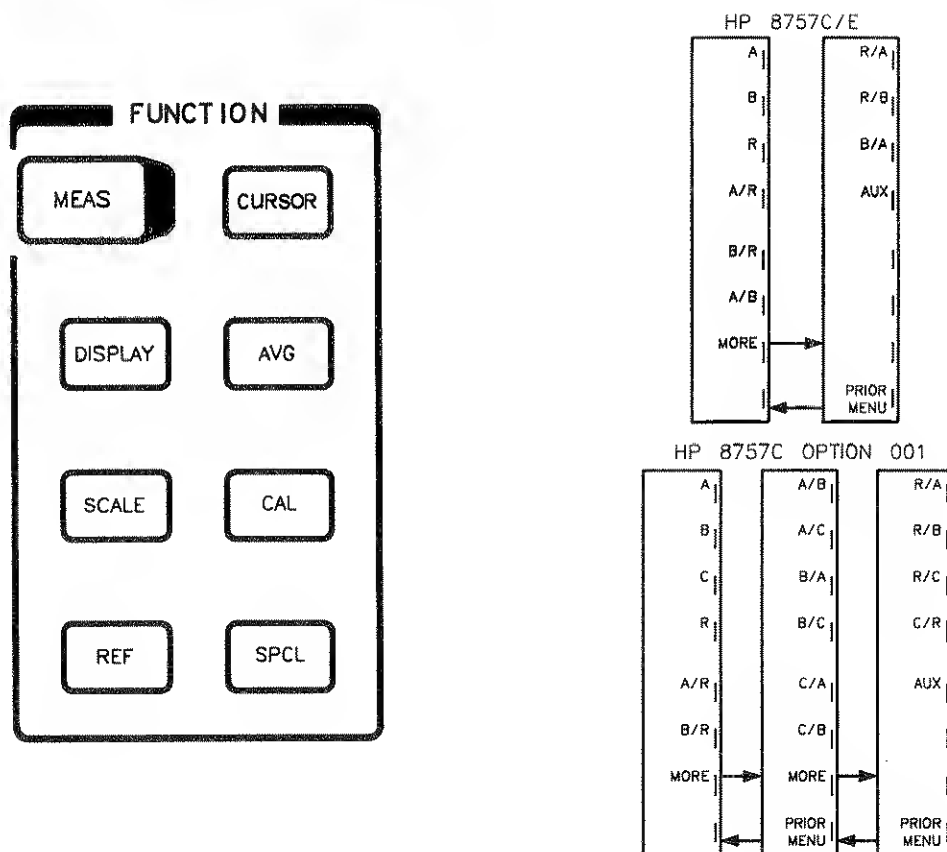 FUNCTION
MEAS
CURSOR
DISPLAY
AVG
SCALE
CAL
REF
SPCL
HP 8757C/E
A
B
R
A/R
B/R
A/B
MORE
R/A
R/B
B/A
AUX
PRIOR
MENU
HP 8757C OPTION 001
A
B
C
R
A/R
B/R
MORE
A/B
A/C
B/A
B/C
C/A
C/B
MORE
PRIOR
MENU
R/A
R/B
R/C
C/R
AUX
PRIOR
MENU